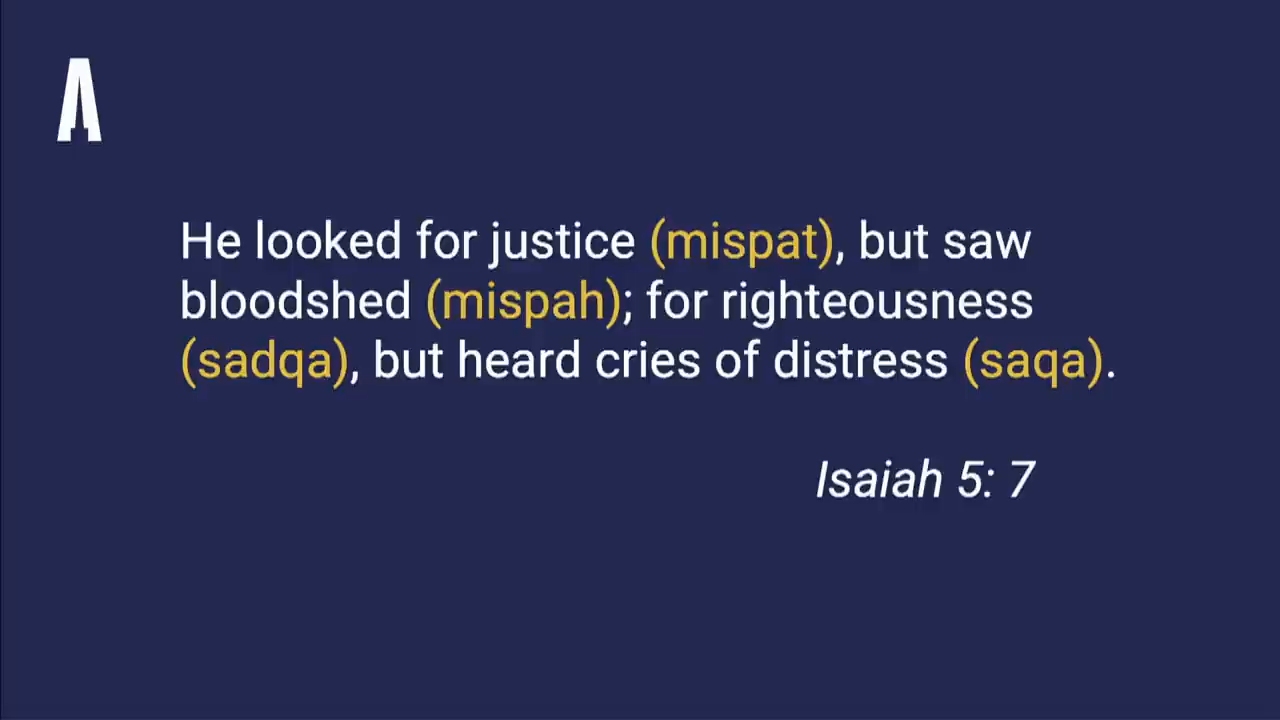 A
He looked for justice (mispat), but saw
bloodshed (mispah); for righteousness
(sadqa), but heard cries of distress (saqa).
Isaiah 5: 7